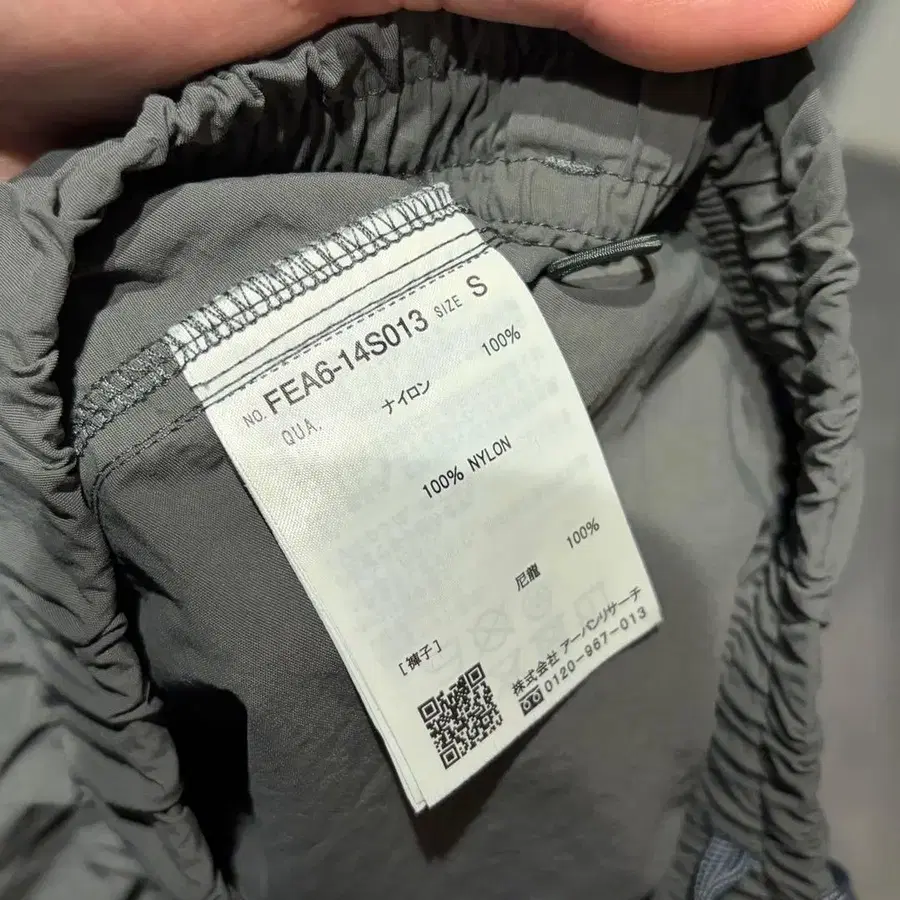 NO. FEA6-14S013 SIZE S
QUA.
ナイロン 100%
100% NYLON
尼龍 100%
[褲子]
株式会社 アーバンリサーチ
0120-967-013